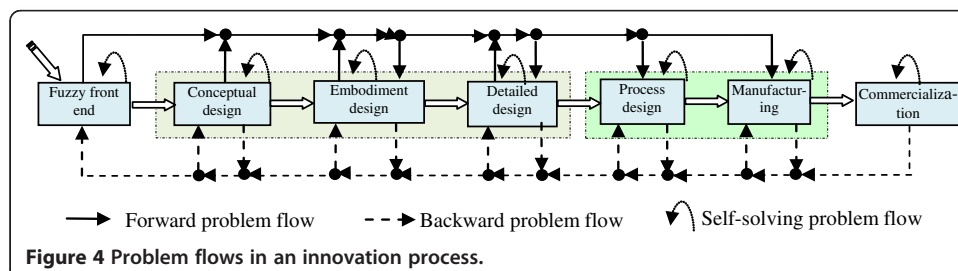 Fuzzy front
end
Conceptual
design
Embodiment
design
Detailed
design
Process
design
Manufactur-
ing
Commercializa-
tion
Forward problem flow
Backward problem flow
Self-solving problem flow
Figure 4 Problem flows in an innovation process.